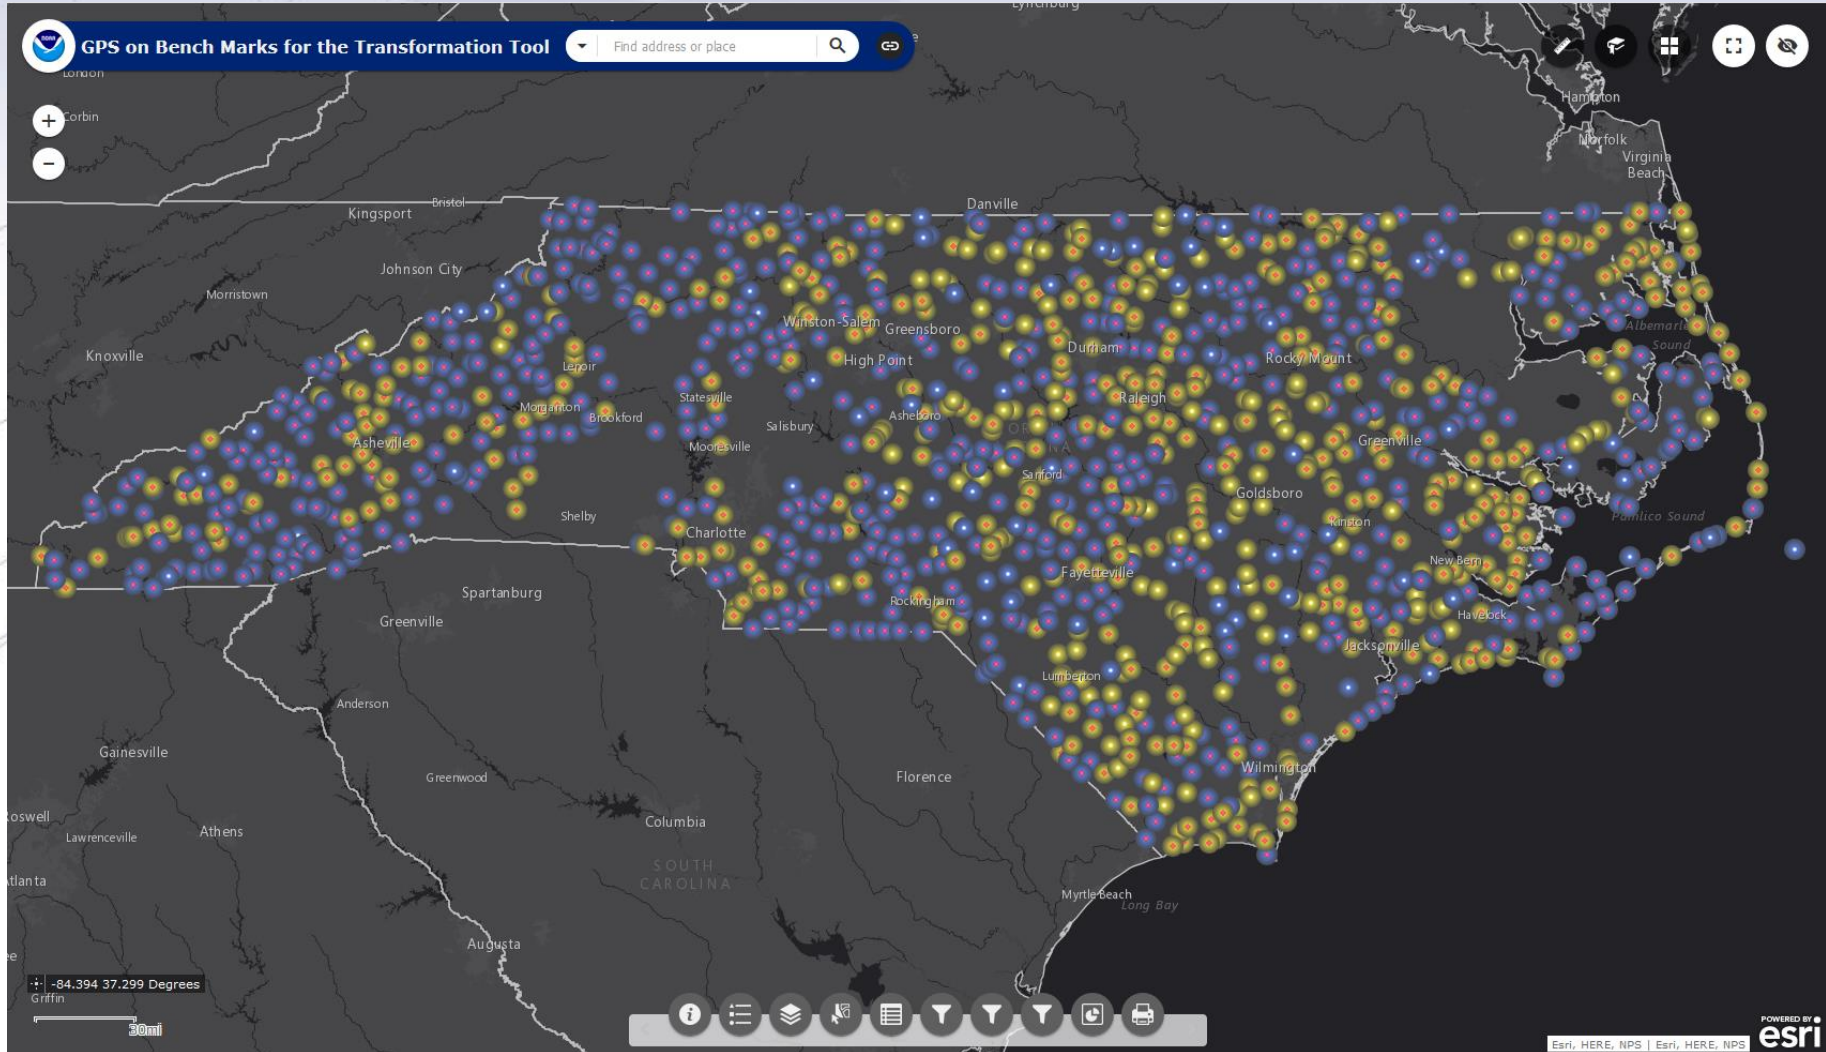 Lynchburg
NOAA
GPS on Bench Marks for the Transformation Tool
Find address or place
London
Corbin
+
−
Hampton
Norfolk
Virginia
Beach
Bristol
Kingsport
Danville
Johnson City
Morristown
Knoxville
Winston-Salem
Greensboro
High Point
Durham
Rocky Mount
Albemarle
Sound
Lenoir
Morganton
Brookford
Statesville
Salisbury
Asheboro
Raleigh
Asheville
Mooresville
Greenville
Sanford
Goldsboro
Shelby
Charlotte
Kinston
Pamlico Sound
New Bern
Fayetteville
Spartanburg
Rockingham
Havelock
Greenville
Jacksonville
Lumberton
Anderson
Gainesville
Greenwood
Florence
Wilmington
Roswell
Lawrenceville
Athens
Columbia
SOUTH
CAROLINA
Atlanta
Myrtle Beach
Long Bay
Augusta
-84.394 37.299 Degrees
Griffin
30mi
POWERED BY
esri
Esri, HERE, NPS | Esri, HERE, NPS